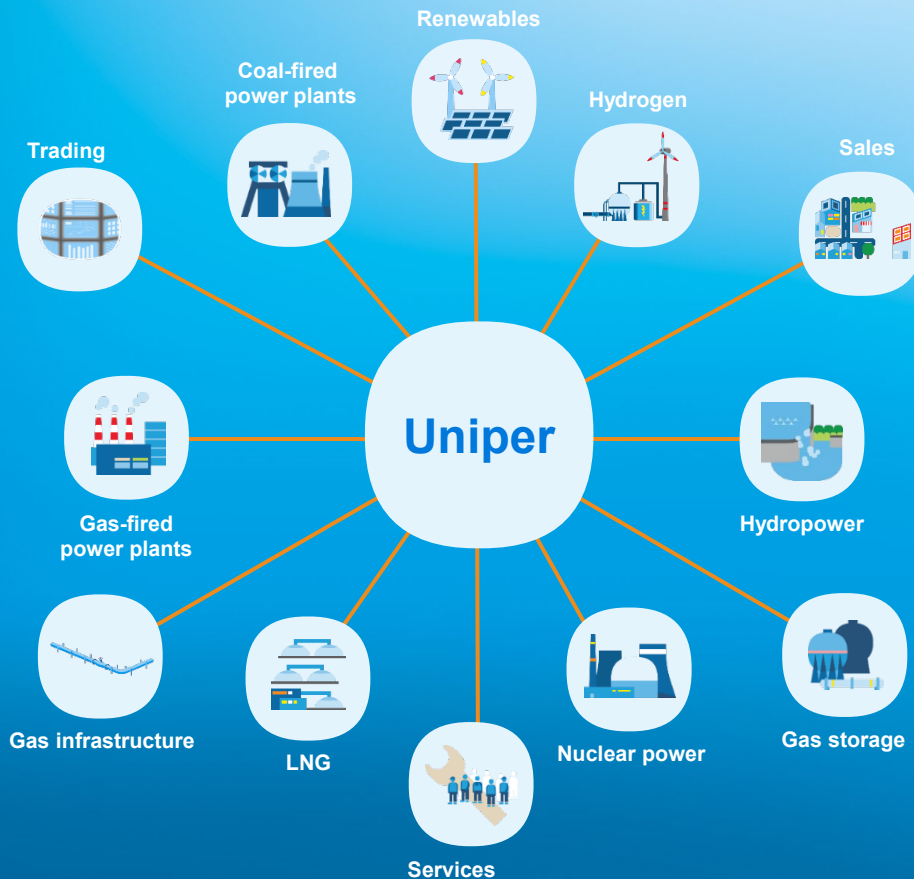 Renewables
Coal-fired
power plants
Hydrogen
Trading
Sales
Uniper
Gas-fired
power plants
Hydropower
Gas infrastructure
LNG
Nuclear power
Gas storage
Services